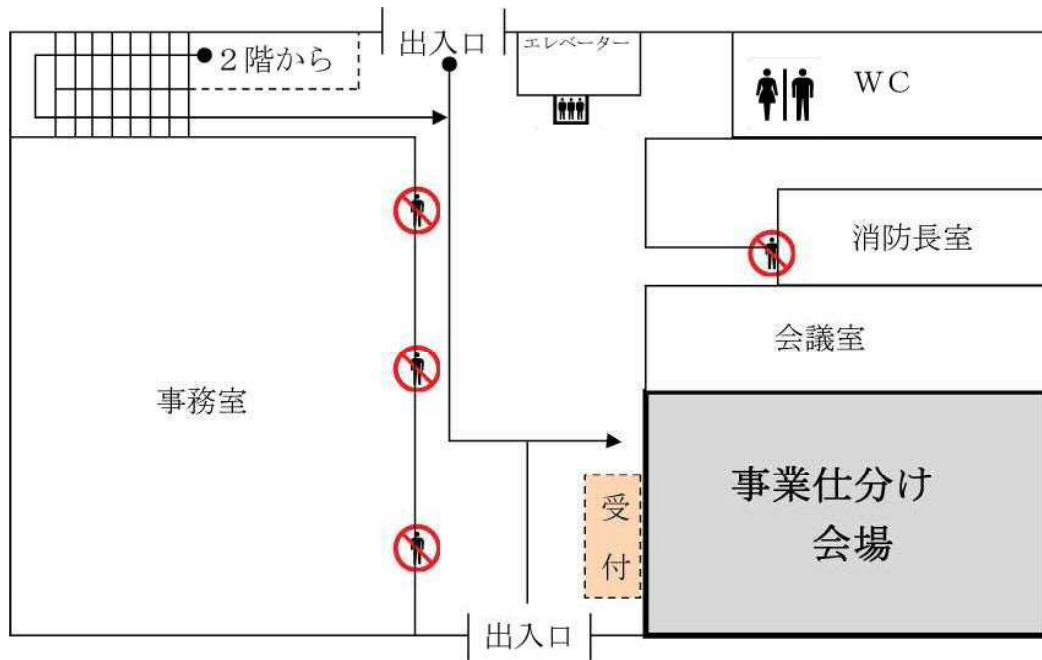 出入口
エレベーター
２階から
ＷＣ
消防長室
会議室
事務室
事業仕分け
会場
受
付
出入口